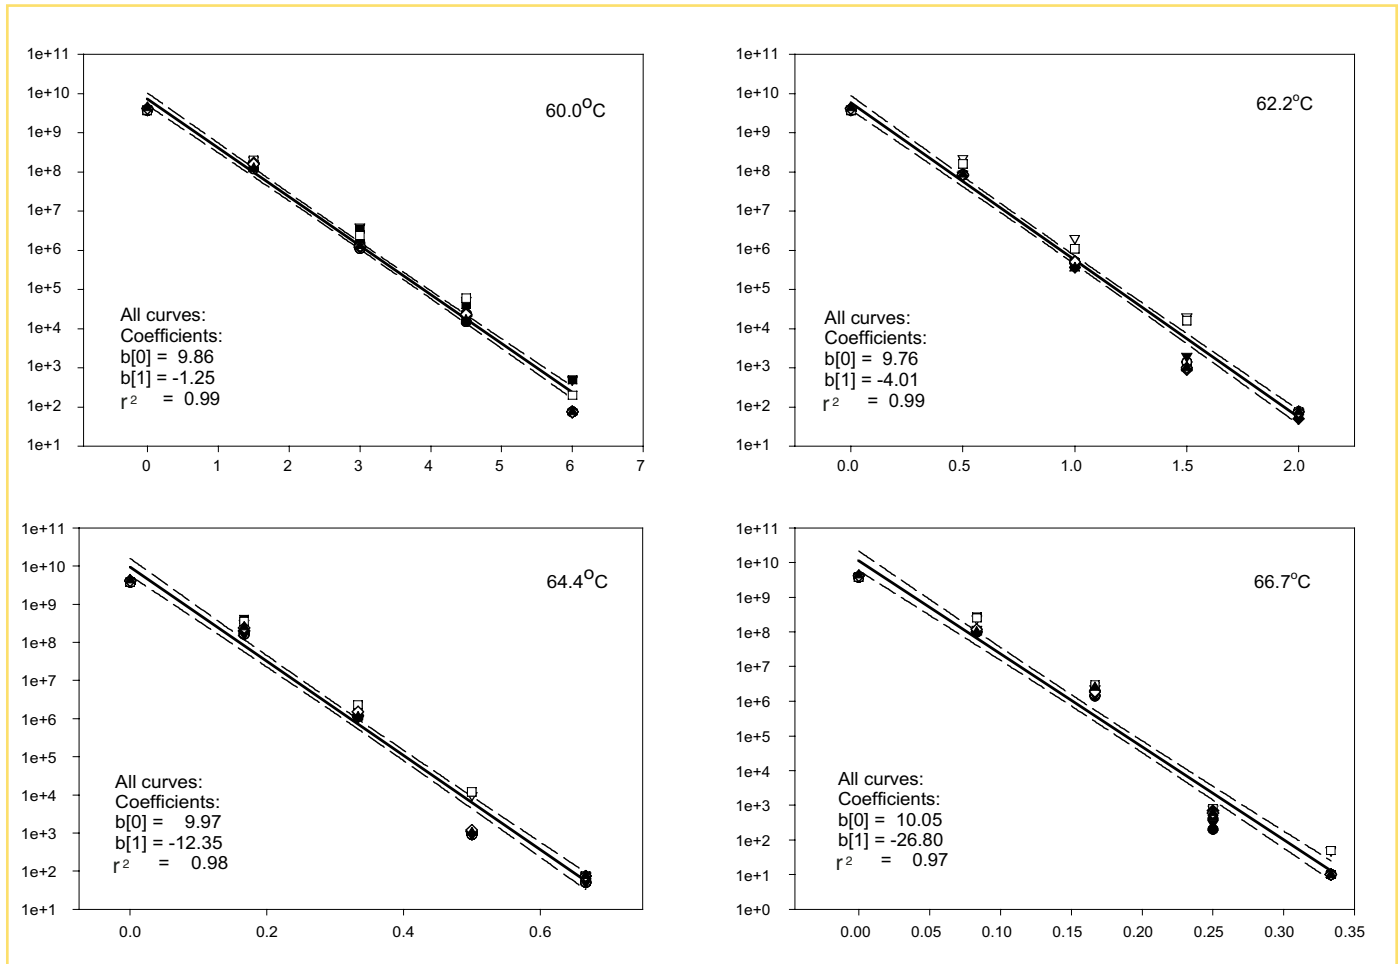 1e+11
1e+10
1e+9
1e+8
1e+7
1e+6
1e+5
1e+4
1e+3
1e+2
1e+1
60.0°C
All curves:
Coefficients:
b[0] = 9.86
b[1] = -1.25
r² = 0.99
0 1 2 3 4 5 6 7
1e+11
1e+10
1e+9
1e+8
1e+7
1e+6
1e+5
1e+4
1e+3
1e+2
1e+1
62.2°C
All curves:
Coefficients:
b[0] = 9.76
b[1] = -4.01
r² = 0.99
0.0 0.5 1.0 1.5 2.0
1e+11
1e+10
1e+9
1e+8
1e+7
1e+6
1e+5
1e+4
1e+3
1e+2
1e+1
64.4°C
All curves:
Coefficients:
b[0] = 9.97
b[1] = -12.35
r² = 0.98
0.0 0.2 0.4 0.6
1e+11
1e+10
1e+9
1e+8
1e+7
1e+6
1e+5
1e+4
1e+3
1e+2
1e+1
1e+0
66.7°C
All curves:
Coefficients:
b[0] = 10.05
b[1] = -26.80
r² = 0.97
0.00 0.05 0.10 0.15 0.20 0.25 0.30 0.35